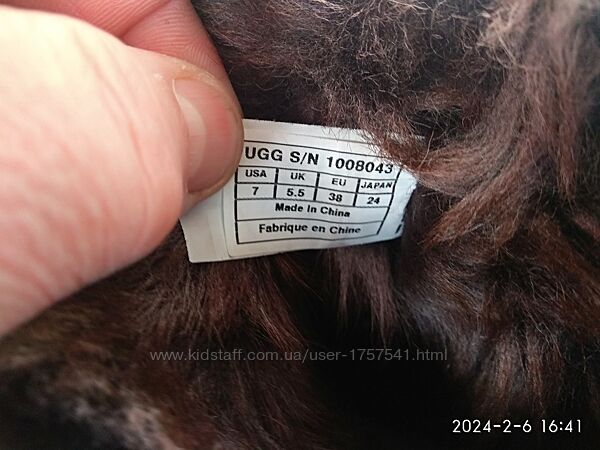 UGG S/N 1008043
USA UK EU JAPAN
7 5.5 38 24
Made In China
Fabrique en Chine
www.kidstaff.com.ua/user-1757541.html
2024-2-6 16:41